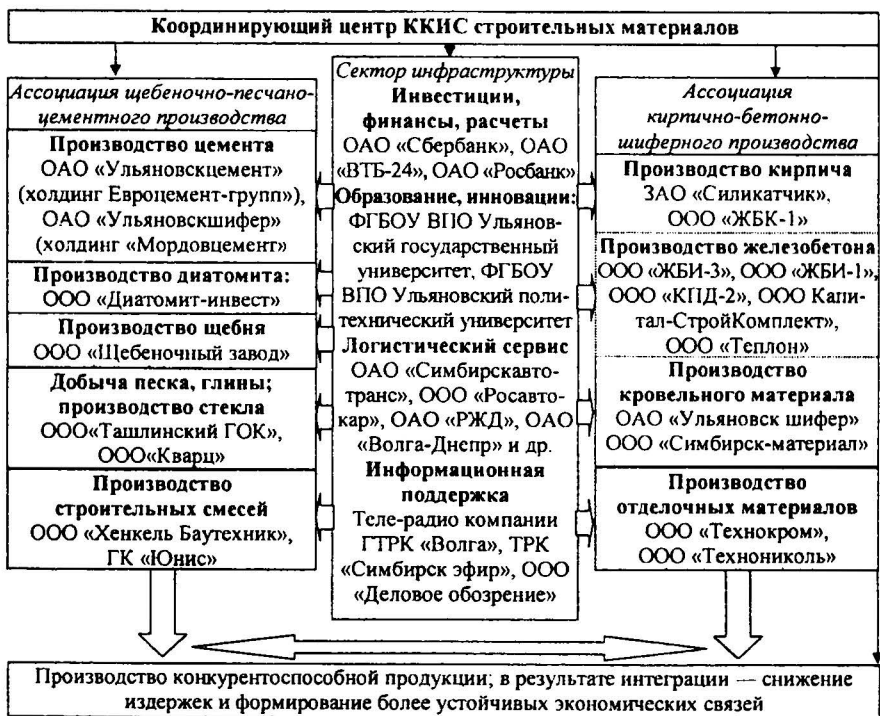 Координирующий центр ККИС строительных материалов
Ассоциация щебеночно-песчано-
цементного производства
Производство цемента
ОАО «Ульяновскцемент»
(холдинг Евроцемент-групп»),
ОАО «Ульяновскшифер»
(холдинг «Мордовцемент»
Производство диатомита:
ООО «Диатомит-инвест»
Производство щебня
ООО «Щебеночный завод»
Добыча песка, глины;
производство стекла
ООО«Ташлинский ГОК»,
ООО«Кварц»
Производство
строительных смесей
ООО «Хенкель Баутехник»,
ГК «Юнис»
Сектор инфраструктуры
Инвестиции,
финансы, расчеты
ОАО «Сбербанк», ОАО
«ВТБ-24», ОАО «Росбанк»
Образование, инновации:
ФГБОУ ВПО Ульянов-
ский государственный
университет, ФГБОУ
ВПО Ульяновский поли-
технический университет
Логистический сервис
ОАО «Симбирскавто-
транс», ООО «Росавто-
кар», ОАО «РЖД», ОАО
«Волга-Днепр» и др.
Информационная
поддержка
Теле-радио компании
ГТРК «Волга», ТРК
«Симбирск эфир», ООО
«Деловое обозрение»
Ассоциация
кирпично-бетонно-
шиферного производства
Производство кирпича
ЗАО «Силикатчик»,
ООО «ЖБК-1»
Производство железобетона
ООО «ЖБИ-3», ООО «ЖБИ-1»,
ООО «КПД-2», ООО Капи-
тал-СтройКомплект»,
ООО «Теплон»
Производство
кровельного материала
ОАО «Ульяновск шифер»
ООО «Симбирск-материал»
Производство
отделочных материалов
ООО «Технокром»,
ООО «Технониколь»
Производство конкурентоспособной продукции; в результате интеграции — снижение
издержек и формирование более устойчивых экономических связей